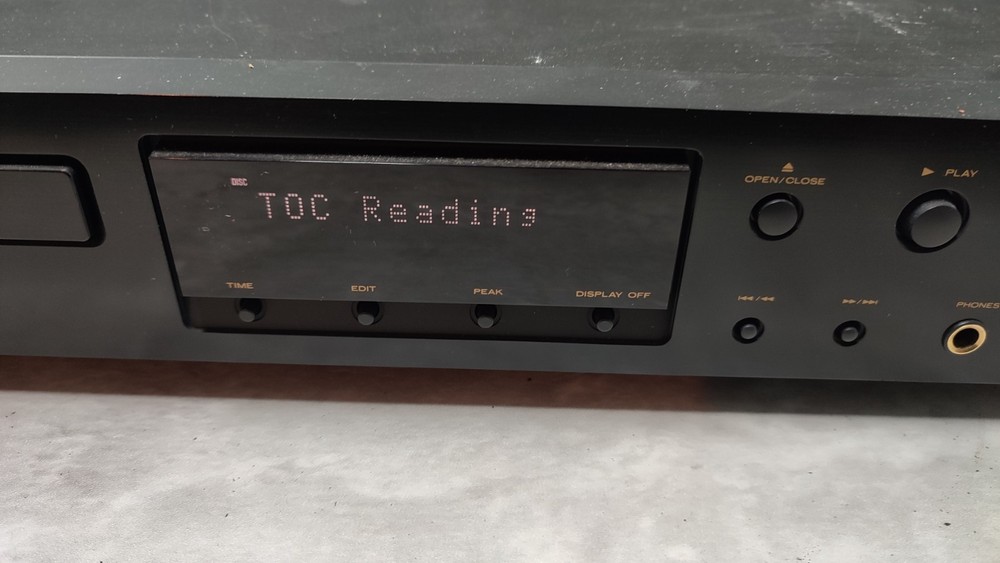 DISC
TOC Reading
TIME
EDIT
PEAK
DISPLAY OFF
OPEN/CLOSE
PLAY
PHONES